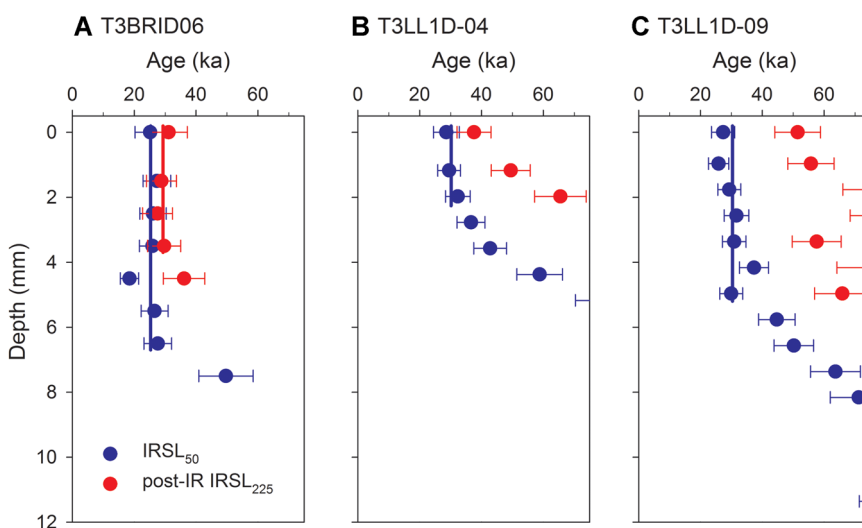 A T3BRID06
Age (ka)
0 20 40 60
B T3LL1D-04
Age (ka)
0 20 40 60
C T3LL1D-09
Age (ka)
0 20 40 60
Depth (mm)
0
2
4
6
8
10
12
IRSL50
post-IR IRSL225